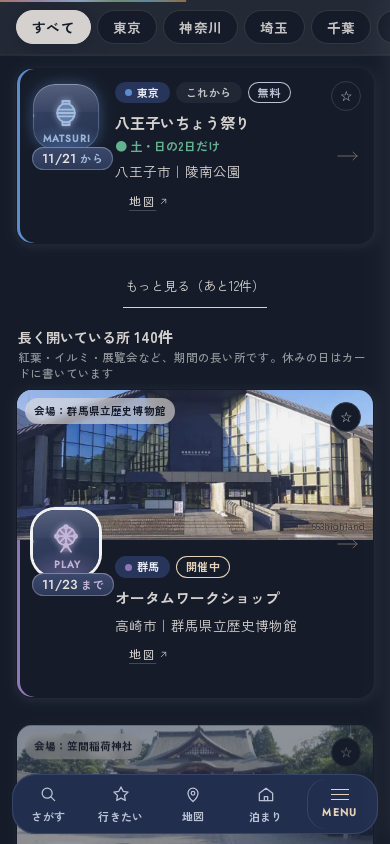 すべて 東京 神奈川 埼玉 千葉
東京 これから 無料 ☆
八王子いちょう祭り
MATSURI
土・日の2日だけ
11/21 から
八王子市｜陵南公園 →
地図 ↗
もっと見る（あと12件）
長く開いている所 140件
紅葉・イルミ・展覧会など、期間の長い所です。休みの日はカー
ドに書いています
会場：群馬県立歴史博物館 ☆
663highland
PLAY
群馬 開催中 →
11/23 まで
オータムワークショップ
高崎市｜群馬県立歴史博物館
地図 ↗
会場：笠間稲荷神社 ☆
さがす 行きたい 地図 泊まり MENU